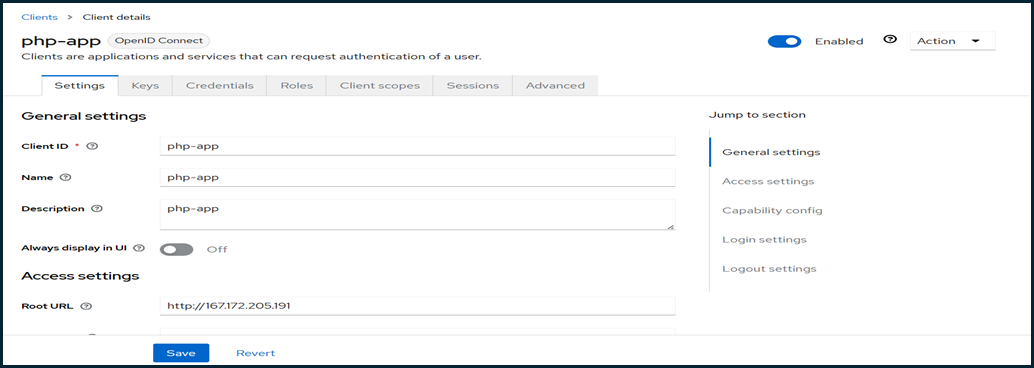 Clients > Client details
php-app OpenID Connect
Enabled
Action
Clients are applications and services that can request authentication of a user.
Settings Keys Credentials Roles Client scopes Sessions Advanced
General settings
Client ID * php-app
Name php-app
Description php-app
Always display in UI Off
Access settings
Root URL http://167.172.205.191
Save Revert
Jump to section
General settings
Access settings
Capability config
Login settings
Logout settings